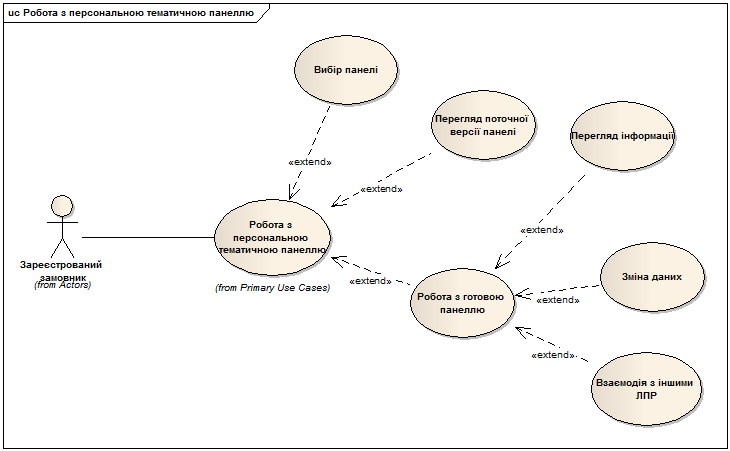 uc Робота з персональною тематичною панеллю
Вибір панелі
Перегляд поточної
версії панелі
Перегляд інформації
«extend»
«extend»
«extend»
Робота з
персональною
тематичною панеллю
(from Primary Use Cases)
Зареєстрований
замовник
(from Actors)
«extend»
Робота з готовою
панеллю
«extend»
Зміна даних
«extend»
Взаємодія з іншими
ЛПР